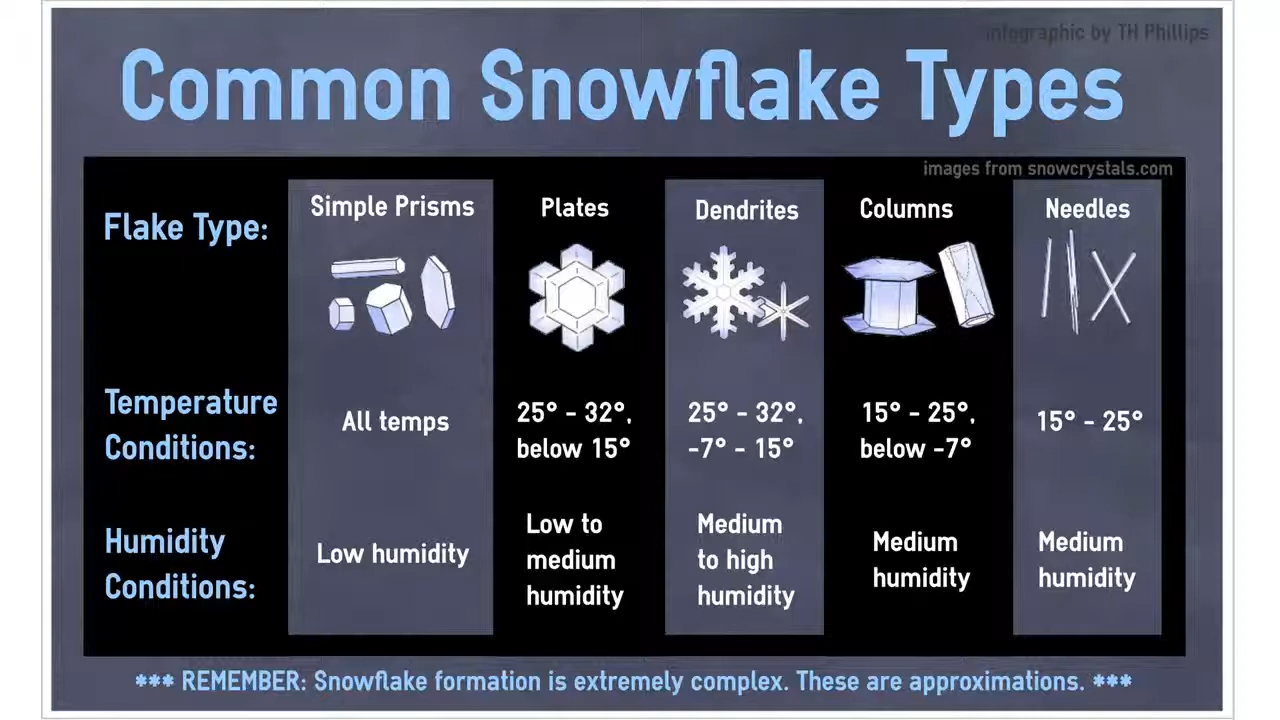 infographic by TH Phillips
Common Snowflake Types
images from snowcrystals.com
Flake Type:
Simple Prisms
Plates
Dendrites
Columns
Needles
Temperature
Conditions:
All temps
25° - 32°,
below 15°
25° - 32°,
-7° - 15°
15° - 25°,
below -7°
15° - 25°
Humidity
Conditions:
Low humidity
Low to
medium
humidity
Medium
to high
humidity
Medium
humidity
Medium
humidity
*** REMEMBER: Snowflake formation is extremely complex. These are approximations. ***